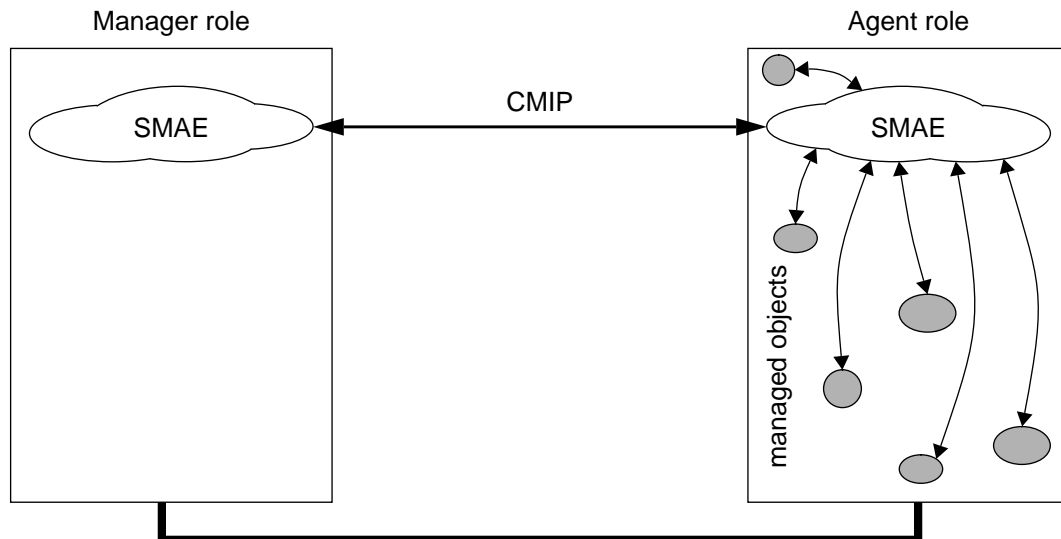 Manager role
Agent role
SMAE
CMIP
SMAE
managed objects